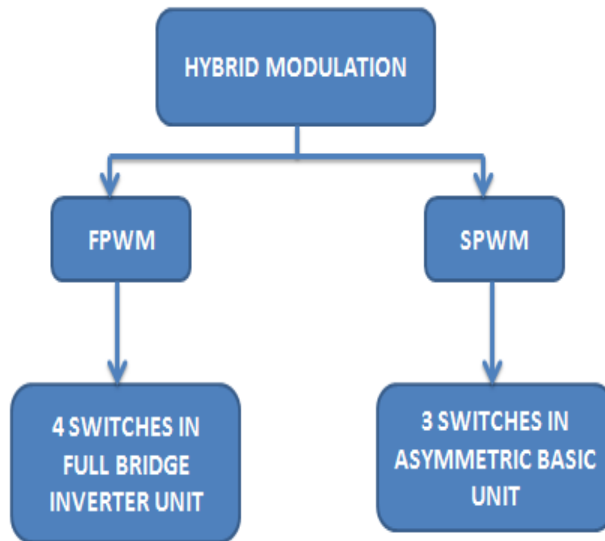 HYBRID MODULATION
FPWM
SPWM
4 SWITCHES IN
FULL BRIDGE
INVERTER UNIT
3 SWITCHES IN
ASYMMETRIC BASIC
UNIT